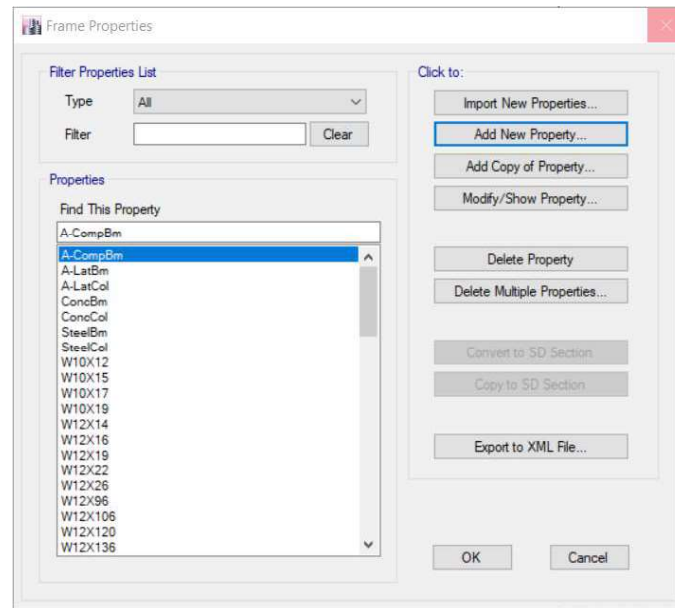 Frame Properties
Filter Properties List
Type All
Filter Clear
Properties
Find This Property
A-CompBm
A-CompBm
A-LatBm
A-LatCol
ConcBm
ConcCol
SteelBm
SteelCol
W10X12
W10X15
W10X17
W10X19
W12X14
W12X16
W12X19
W12X22
W12X26
W12X96
W12X106
W12X120
W12X136
Click to:
Import New Properties...
Add New Property...
Add Copy of Property...
Modify/Show Property...
Delete Property
Delete Multiple Properties...
Convert to SD Section
Copy to SD Section
Export to XML File...
OK Cancel